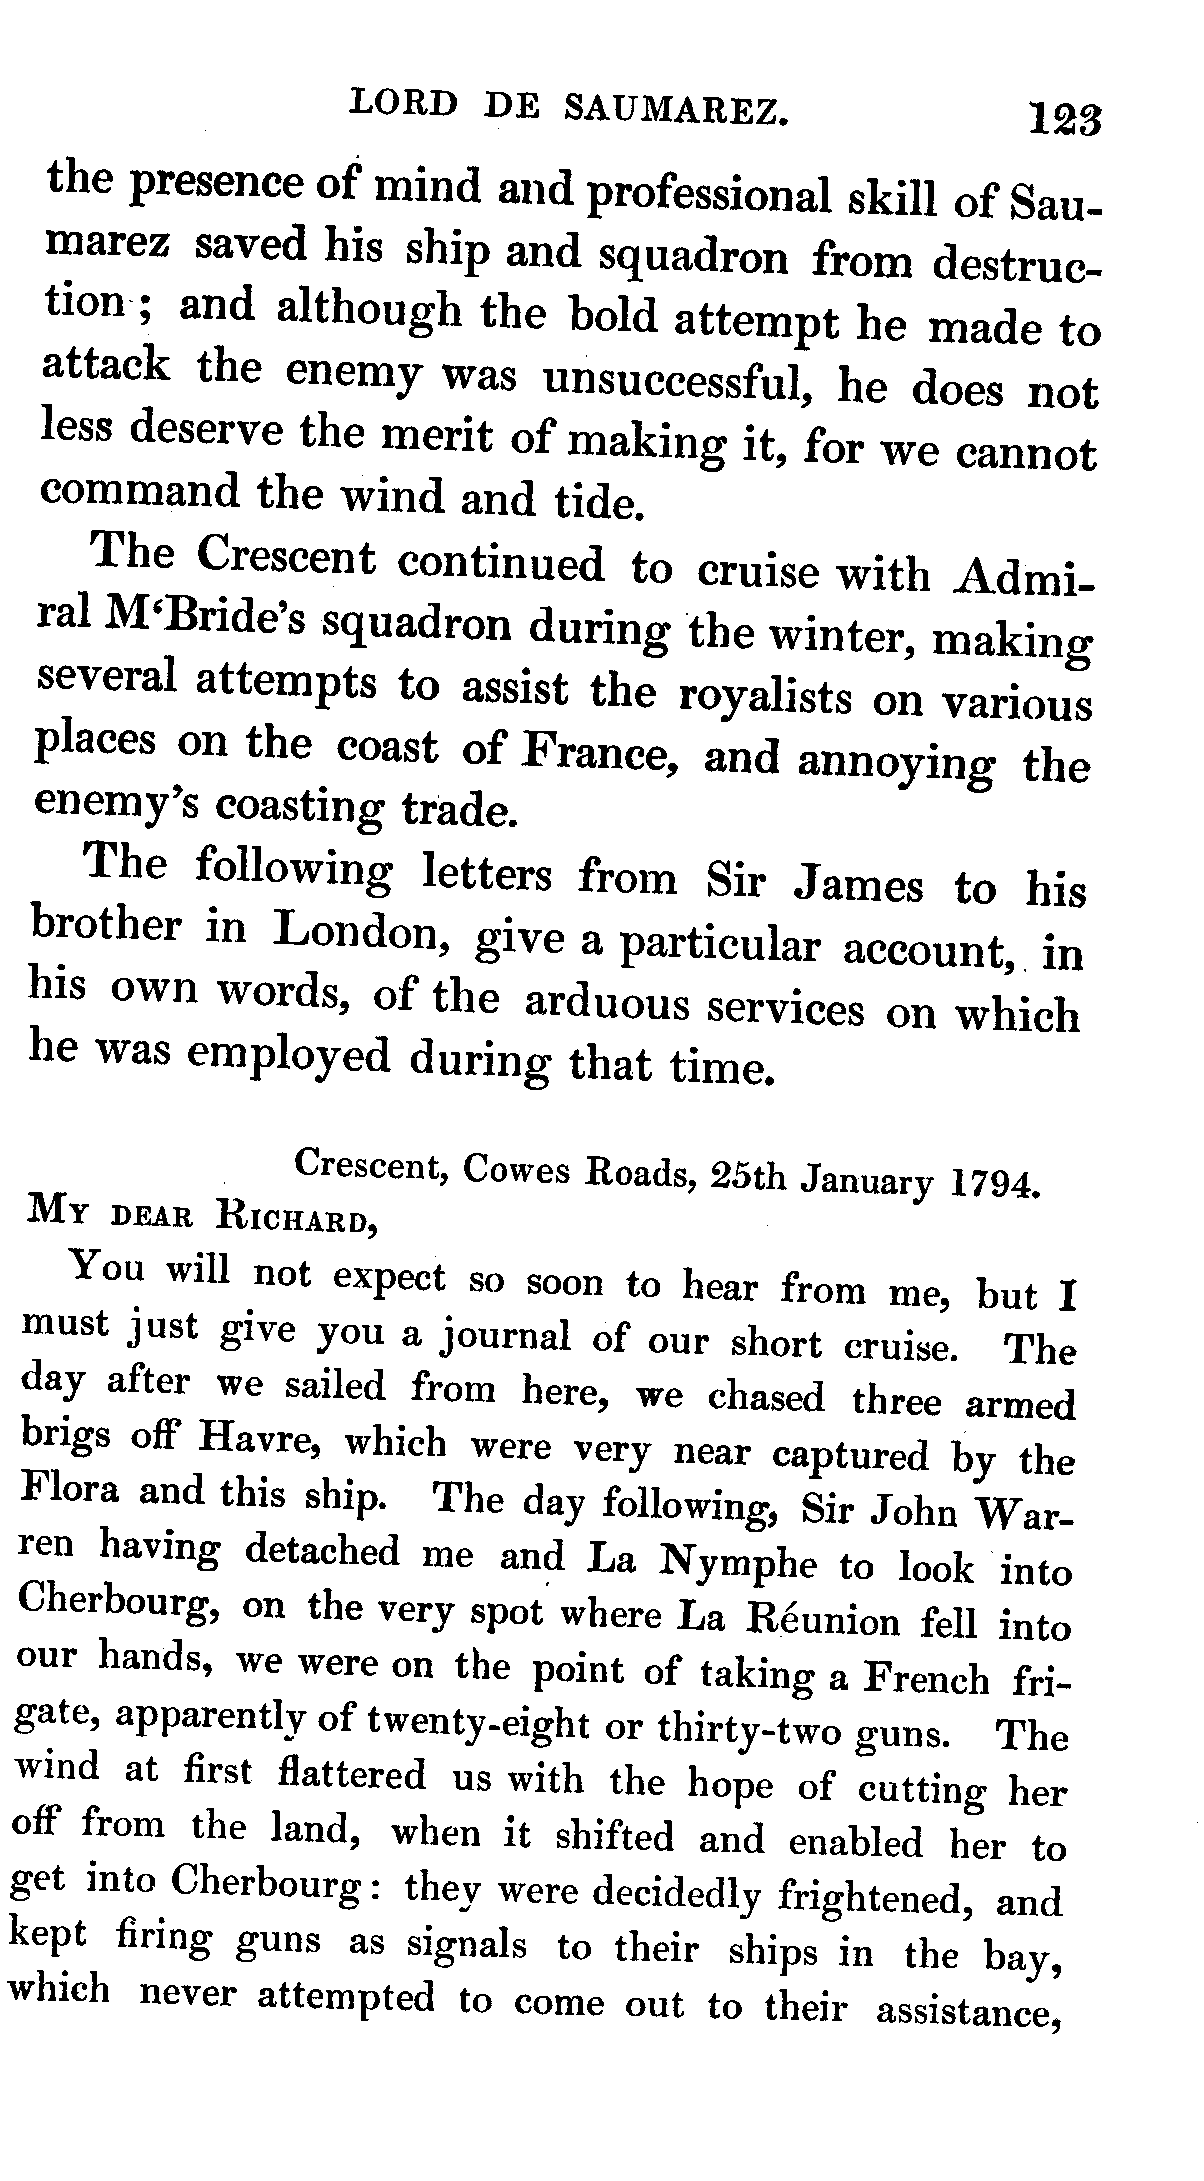 LORD DE SAUMAREZ. 123
the presence of mind and professional skill of Sau-
marez saved his ship and squadron from destruc-
tion ; and although the bold attempt he made to
attack the enemy was unsuccessful, he does not
less deserve the merit of making it, for we cannot
command the wind and tide.
The Crescent continued to cruise with Admi-
ral M‘Bride’s squadron during the winter, making
several attempts to assist the royalists on various
places on the coast of France, and annoying the
enemy’s coasting trade.
The following letters from Sir James to his
brother in London, give a particular account, in
his own words, of the arduous services on which
he was employed during that time.
Crescent, Cowes Roads, 25th January 1794.
MY DEAR RICHARD,
You will not expect so soon to hear from me, but I
must just give you a journal of our short cruise. The
day after we sailed from here, we chased three armed
brigs off Havre, which were very near captured by the
Flora and this ship. The day following, Sir John War-
ren having detached me and La Nymphe to look into
Cherbourg, on the very spot where La Réunion fell into
our hands, we were on the point of taking a French fri-
gate, apparently of twenty-eight or thirty-two guns. The
wind at first flattered us with the hope of cutting her
off from the land, when it shifted and enabled her to
get into Cherbourg : they were decidedly frightened, and
kept firing guns as signals to their ships in the bay,
which never attempted to come out to their assistance,